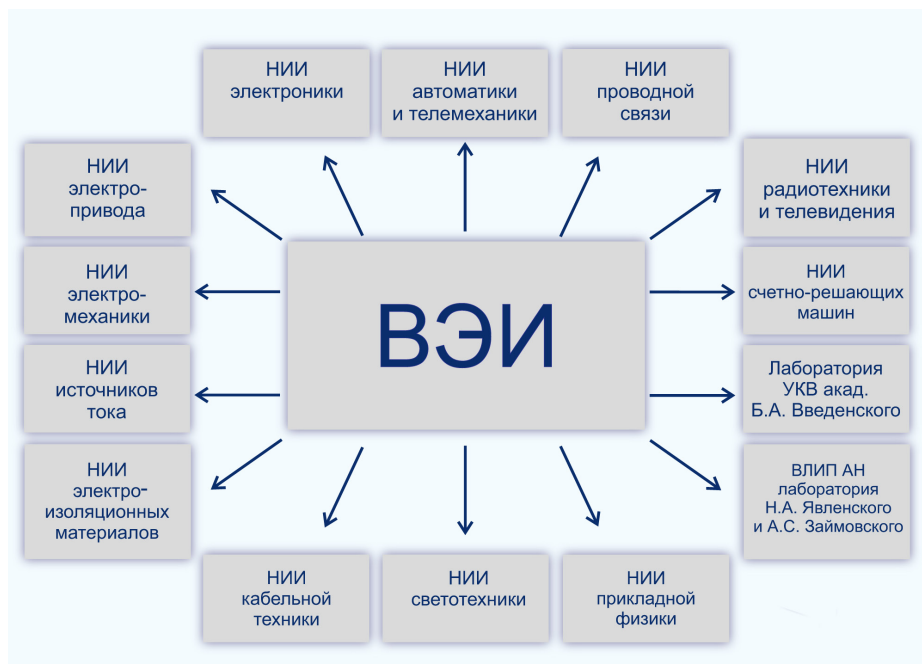 НИИ
электроники
НИИ
автоматики
и телемеханики
НИИ
проводной
связи
НИИ
электро-
привода
НИИ
радиотехники
и телевидения
НИИ
электро-
механики
ВЭИ
НИИ
счетно-решающих
машин
НИИ
источников
тока
Лаборатория
УКВ акад.
Б.А. Введенского
НИИ
электро-
изоляционных
материалов
ВЛИП АН
лаборатория
Н.А. Явленского
и А.С. Займовского
НИИ
кабельной
техники
НИИ
светотехники
НИИ
прикладной
физики